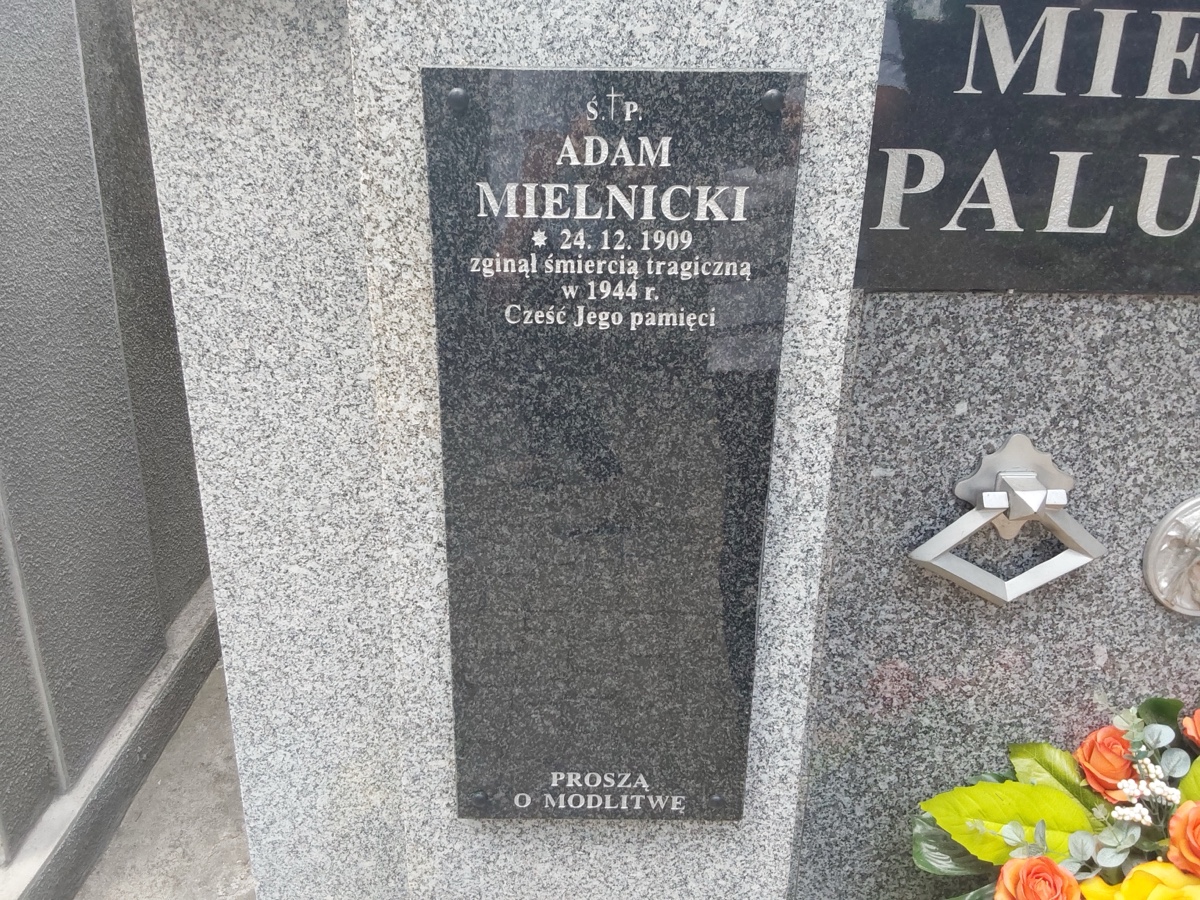 Ś.†P.
ADAM
MIELNICKI
* 24. 12. 1909
zginął śmiercią tragiczną
w 1944 r.
Cześć Jego pamięci
PROSZĄ
O MODLITWĘ
MIE
PALU